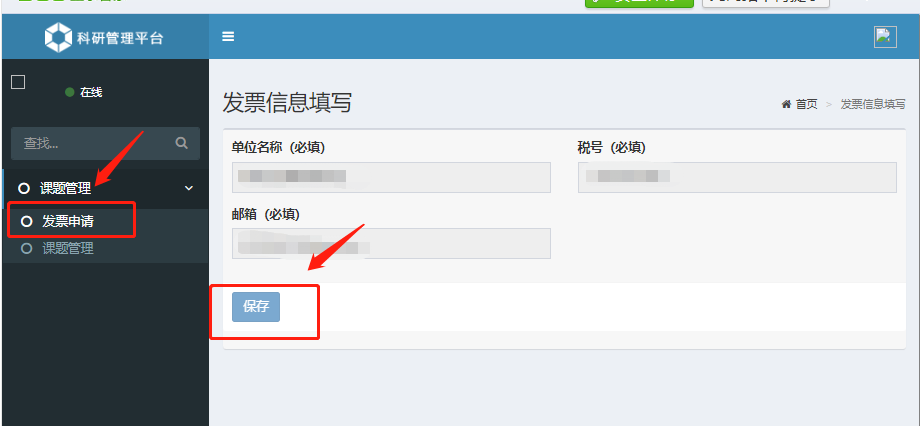 科研管理平台
在线
查找...
课题管理
发票申请
课题管理
发票信息填写
首页 > 发票信息填写
单位名称（必填）
税号（必填）
邮箱（必填）
保存